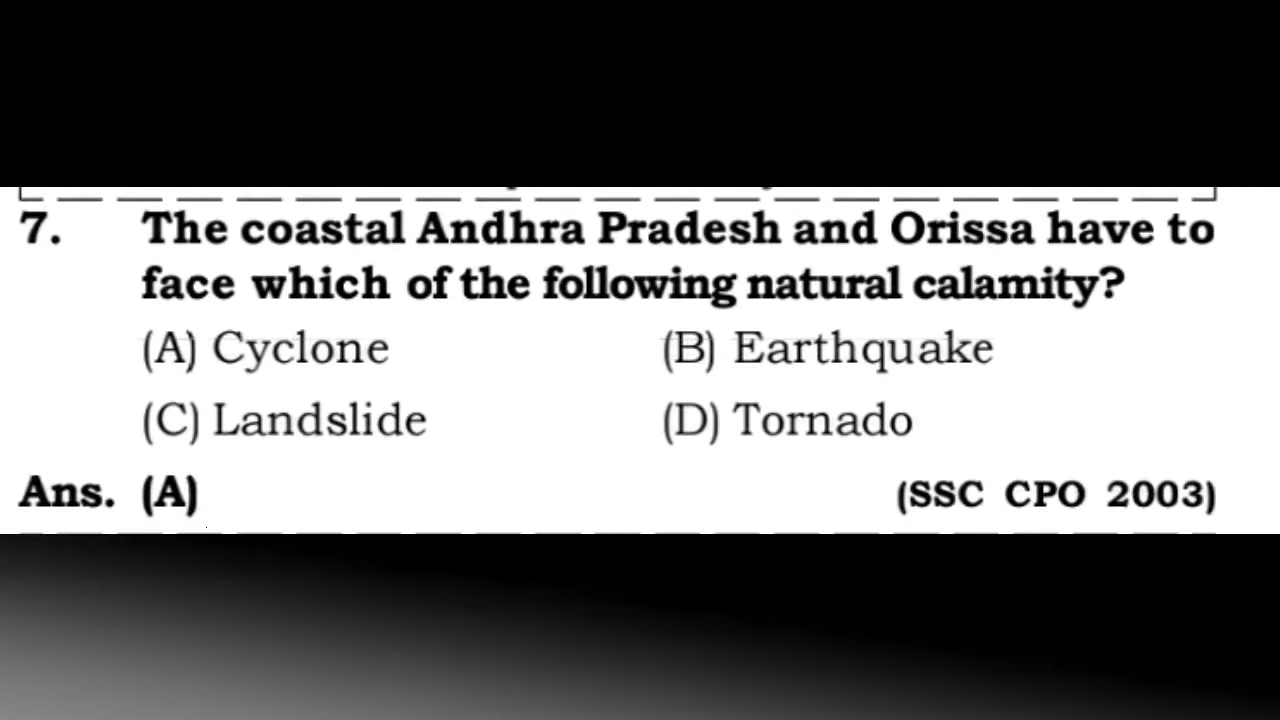 7. The coastal Andhra Pradesh and Orissa have to
face which of the following natural calamity?
(A) Cyclone (B) Earthquake
(C) Landslide (D) Tornado
Ans. (A) (SSC CPO 2003)